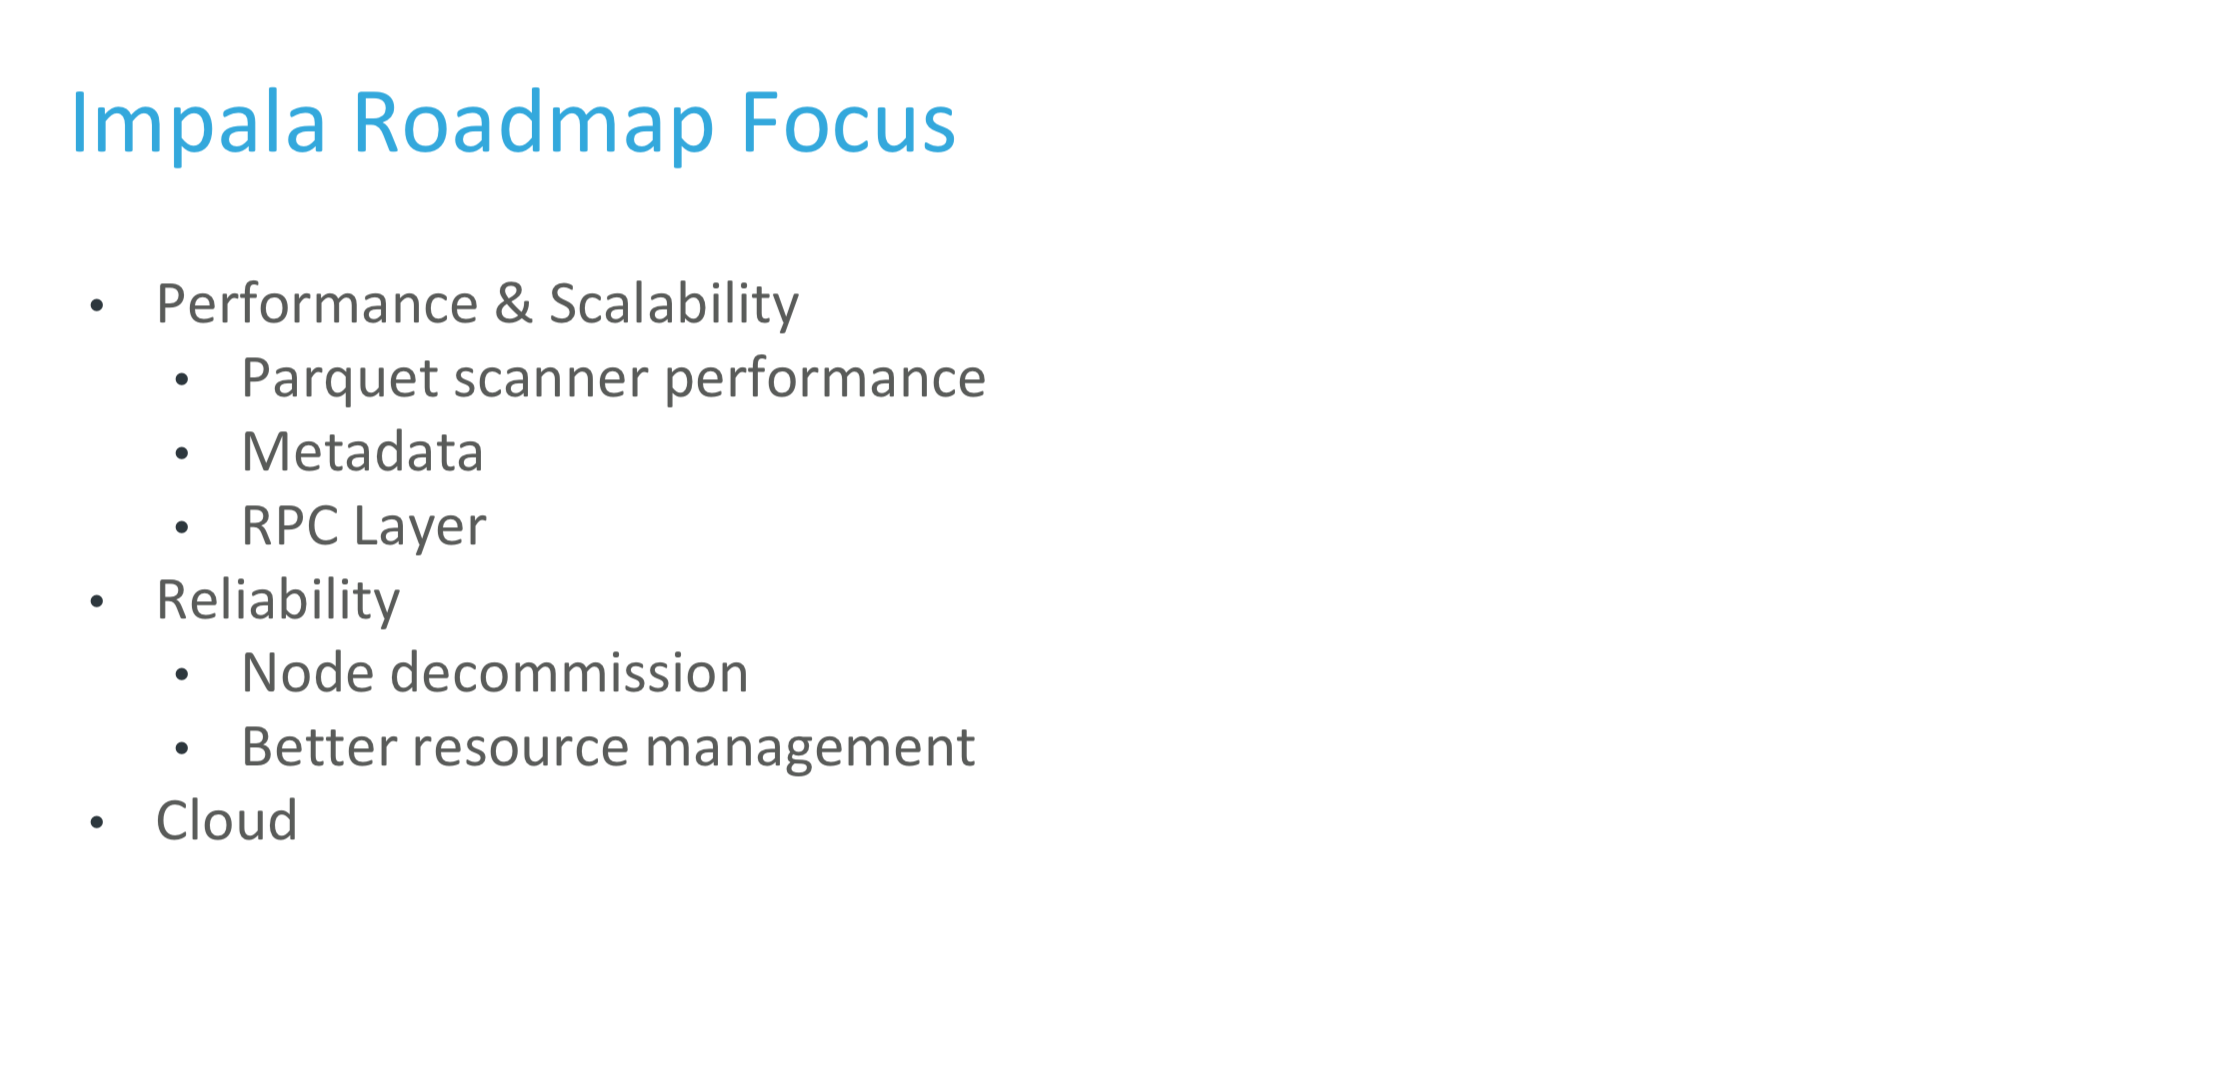 Impala Roadmap Focus
• Performance & Scalability
• Parquet scanner performance
• Metadata
• RPC Layer
• Reliability
• Node decommission
• Better resource management
• Cloud